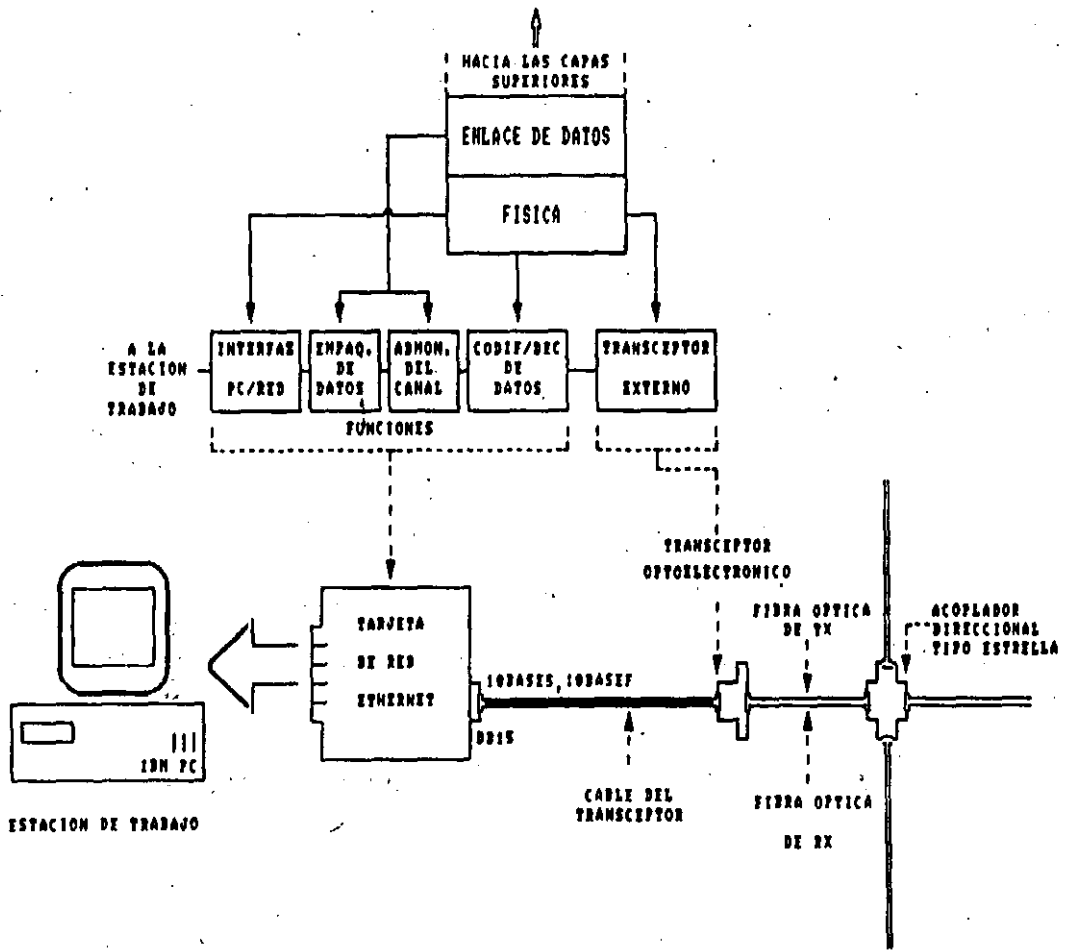 HACIA LAS CAPAS
SUPERIORES
ENLACE DE DATOS
FISICA
A LA
ESTACION
DE
TRABAJO
INTERFAZ
PC/RED
EMPAQ.
DE
DATOS
ADMON.
DEL
CANAL
CODIF/DEC
DE
DATOS
TRANSCEPTOR
EXTERNO
FUNCIONES
TRANSCEPTOR
OPTOELECTRONICO
TARJETA
DE RED
ETHERNET
10BASE5,10BASEF
DB15
FIBRA OPTICA
DE TX
ACOPLADOR
DIRECCIONAL
TIPO ESTRELLA
IBM PC
ESTACION DE TRABAJO
CABLE DEL
TRANSCEPTOR
FIBRA OPTICA
DE RX